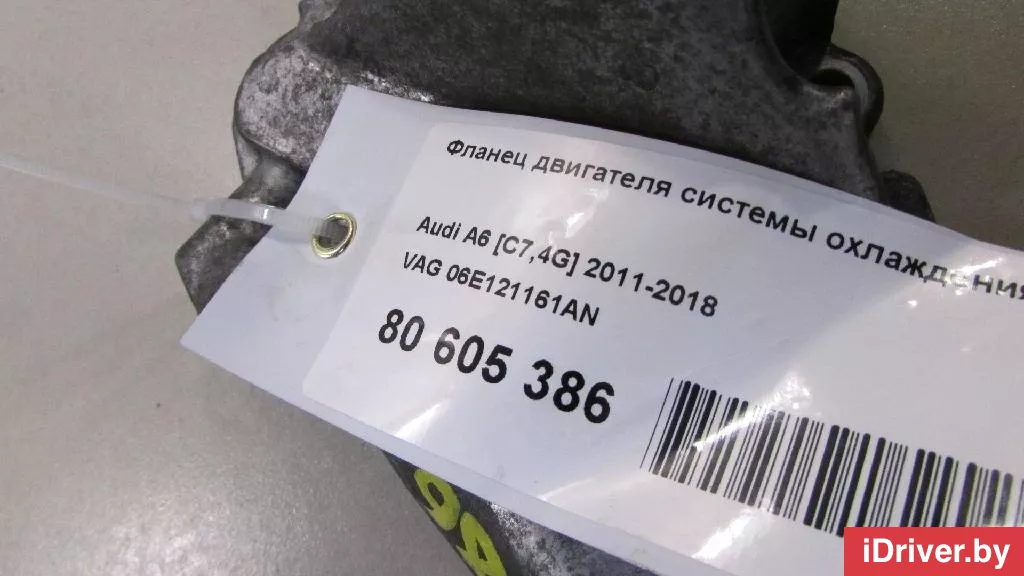 Фланец двигателя системы охлаждения
Audi A6 [C7,4G] 2011-2018
VAG 06E121161AN
80 605 386
iDriver.by